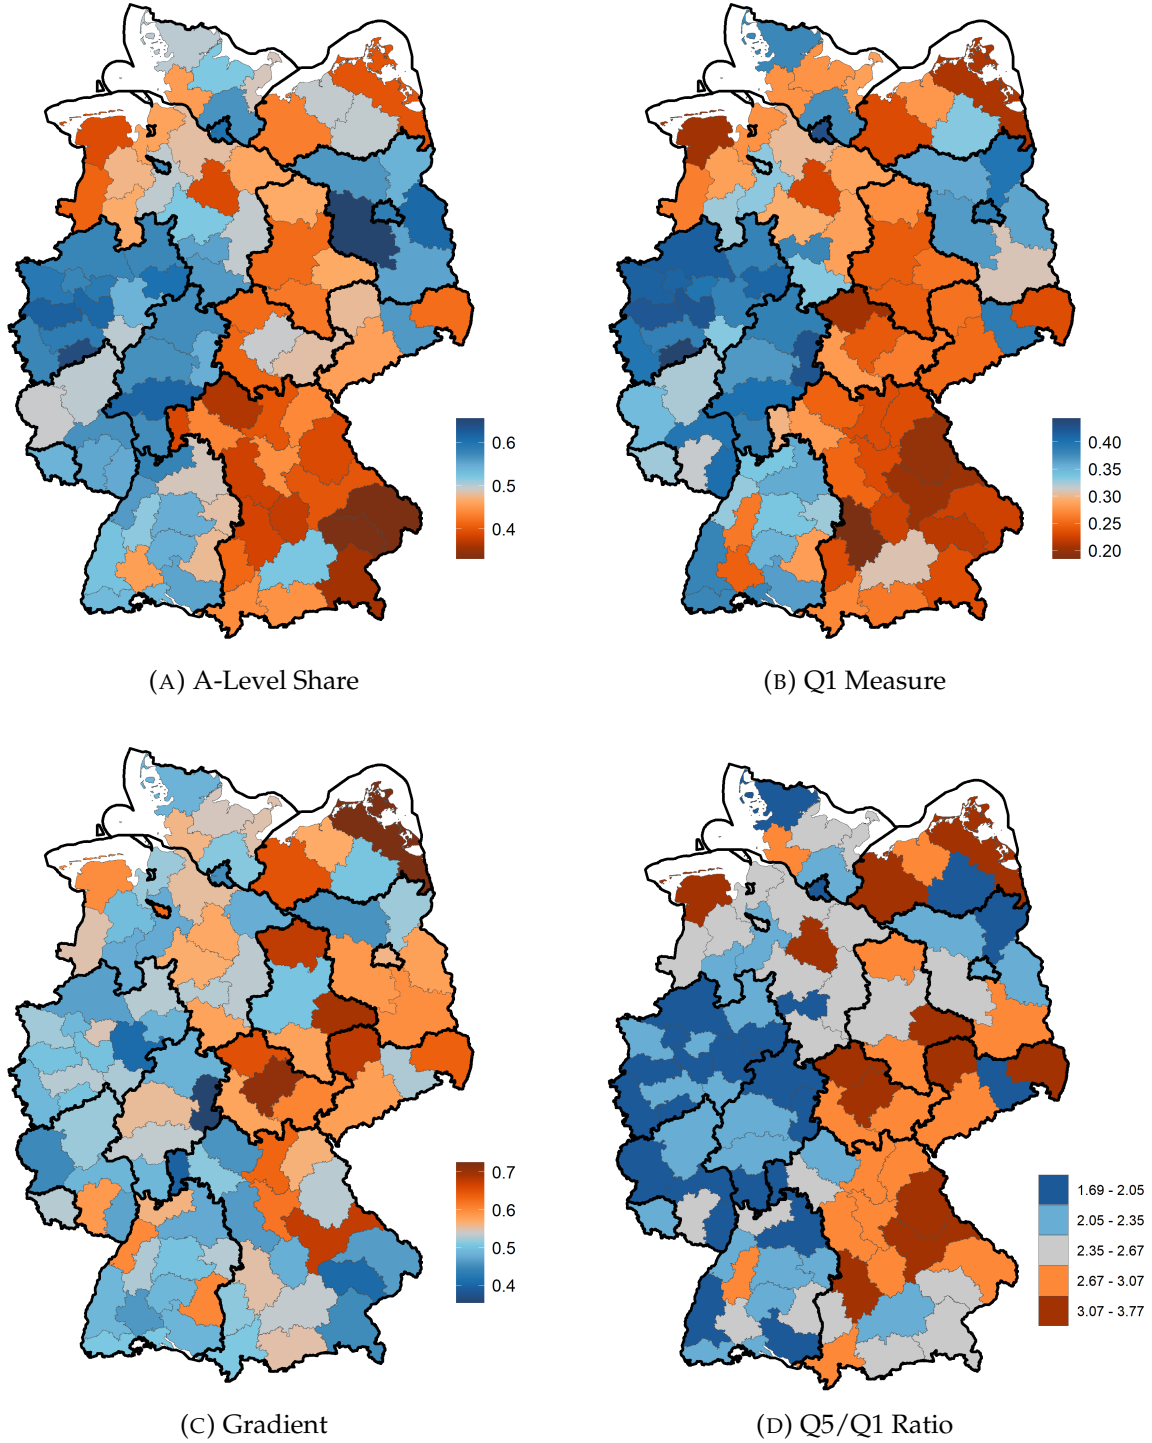 0.6
0.5
0.4
0.40
0.35
0.30
0.25
0.20
(A) A-Level Share
(B) Q1 Measure
0.7
0.6
0.5
0.4
1.69 - 2.05
2.05 - 2.35
2.35 - 2.67
2.67 - 3.07
3.07 - 3.77
(C) Gradient
(D) Q5/Q1 Ratio